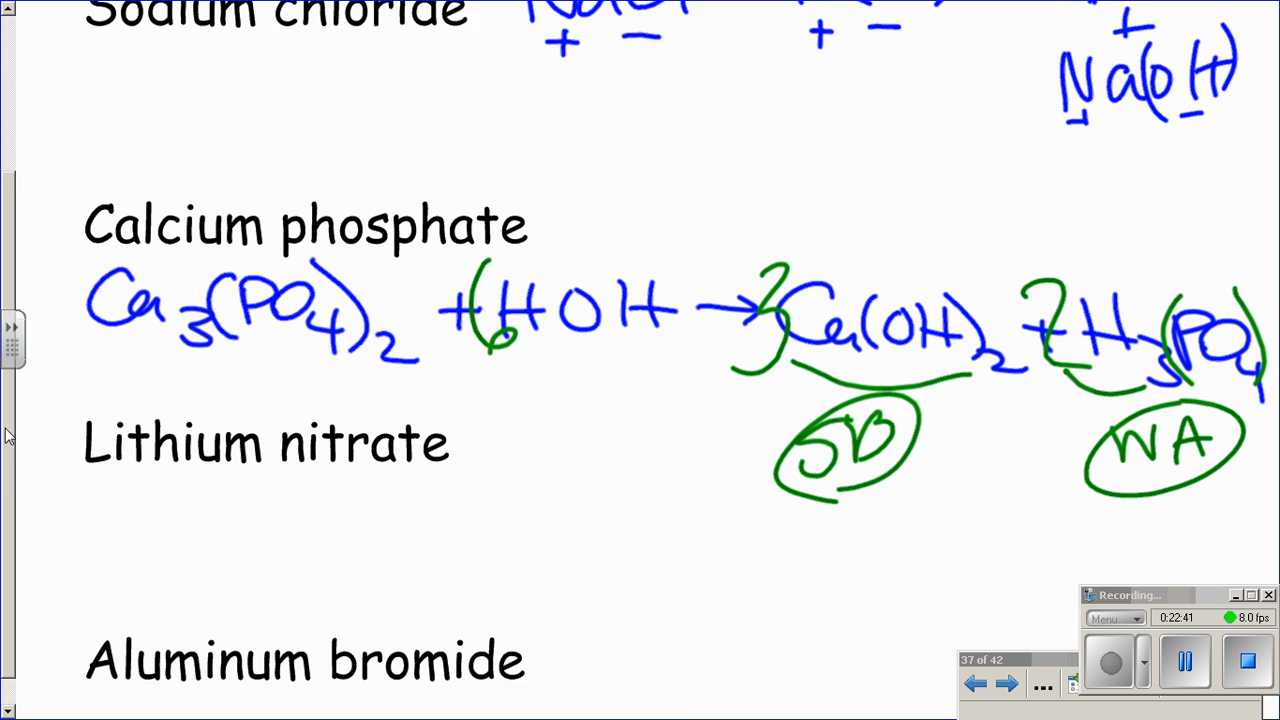 Sodium chloride
+ − + − +
Na(OH)
+ −
Calcium phosphate
Ca3(PO4)2 + 6HOH → 3Ca(OH)2 + 2H3(PO4)
SB WA
Lithium nitrate
Aluminum bromide
Recording...
Menu 0:22:41 8.0 fps
37 of 42
...